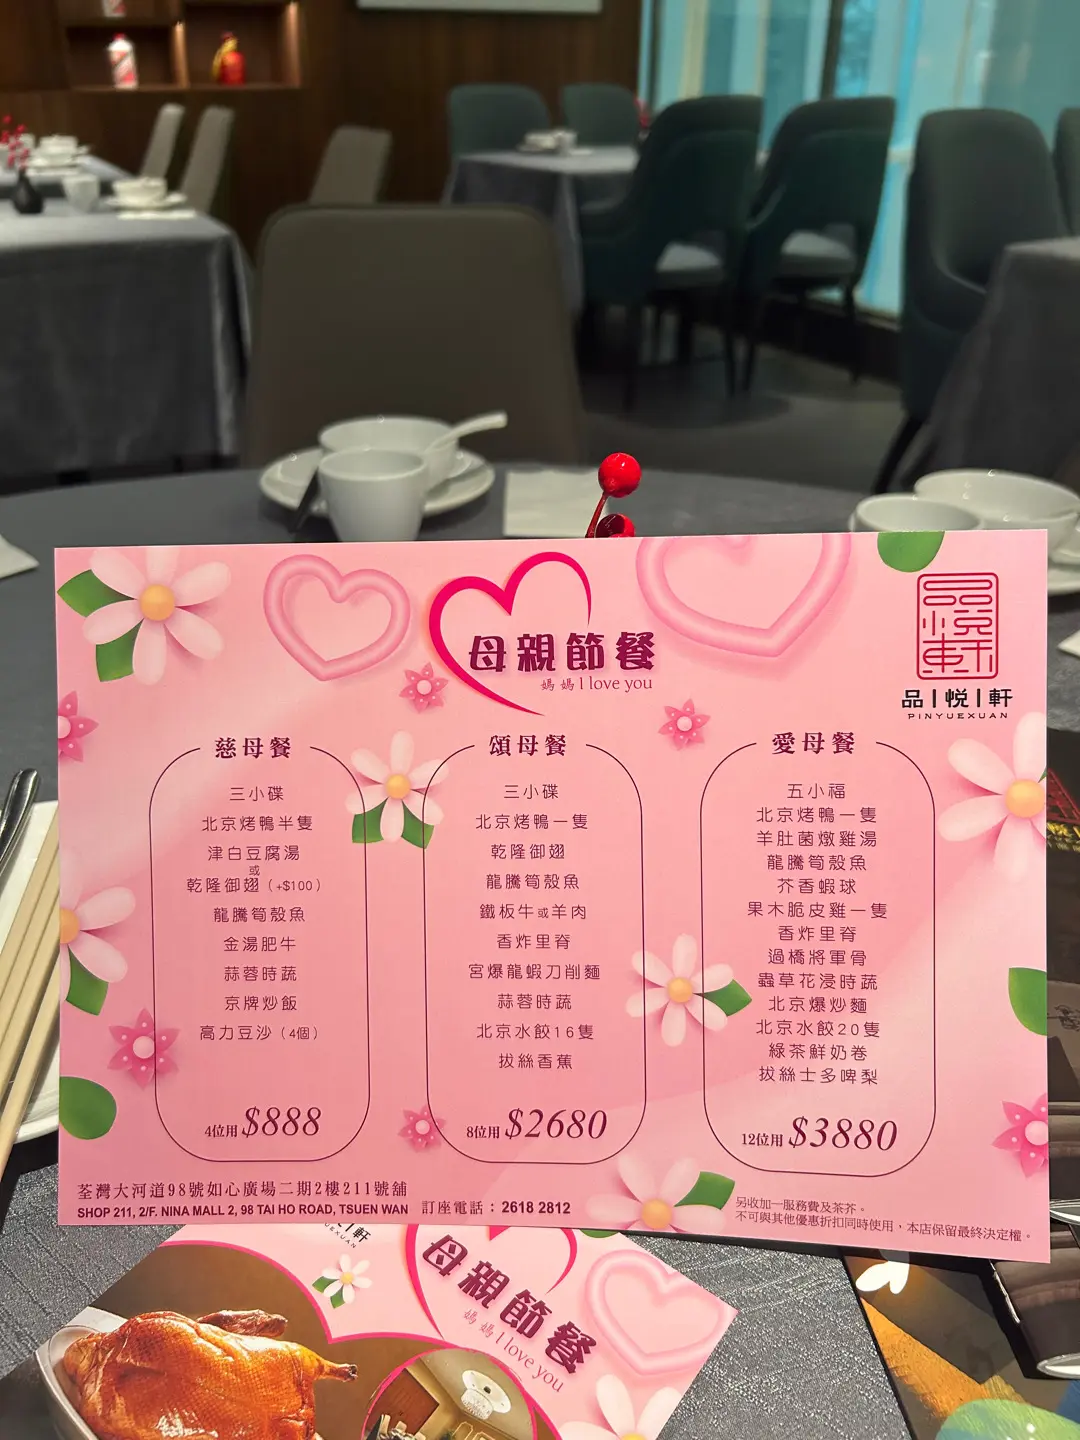 母親節餐
媽媽 I love you
品悅軒
品|悅|軒
PINYUEXUAN
慈母餐
三小碟
北京烤鴨半隻
津白豆腐湯
或
乾隆御翅（+$100）
龍騰筍殼魚
金湯肥牛
蒜蓉時蔬
京牌炒飯
高力豆沙（4個）
4位用 $888
頌母餐
三小碟
北京烤鴨一隻
乾隆御翅
龍騰筍殼魚
鐵板牛或羊肉
香炸里脊
宮爆龍蝦刀削麵
蒜蓉時蔬
北京水餃16隻
拔絲香蕉
8位用 $2680
愛母餐
五小福
北京烤鴨一隻
羊肚菌燉雞湯
龍騰筍殼魚
芥香蝦球
果木脆皮雞一隻
香炸里脊
過橋將軍骨
蟲草花浸時蔬
北京爆炒麵
北京水餃20隻
綠茶鮮奶卷
拔絲士多啤梨
12位用 $3880
荃灣大河道98號如心廣場二期2樓211號舖
SHOP 211, 2/F. NINA MALL 2, 98 TAI HO ROAD, TSUEN WAN 訂座電話：2618 2812
另收加一服務費及茶芥。
不可與其他優惠折扣同時使用，本店保留最終決定權。
悅|軒
YUEXUAN
母親節餐
媽媽 I love you